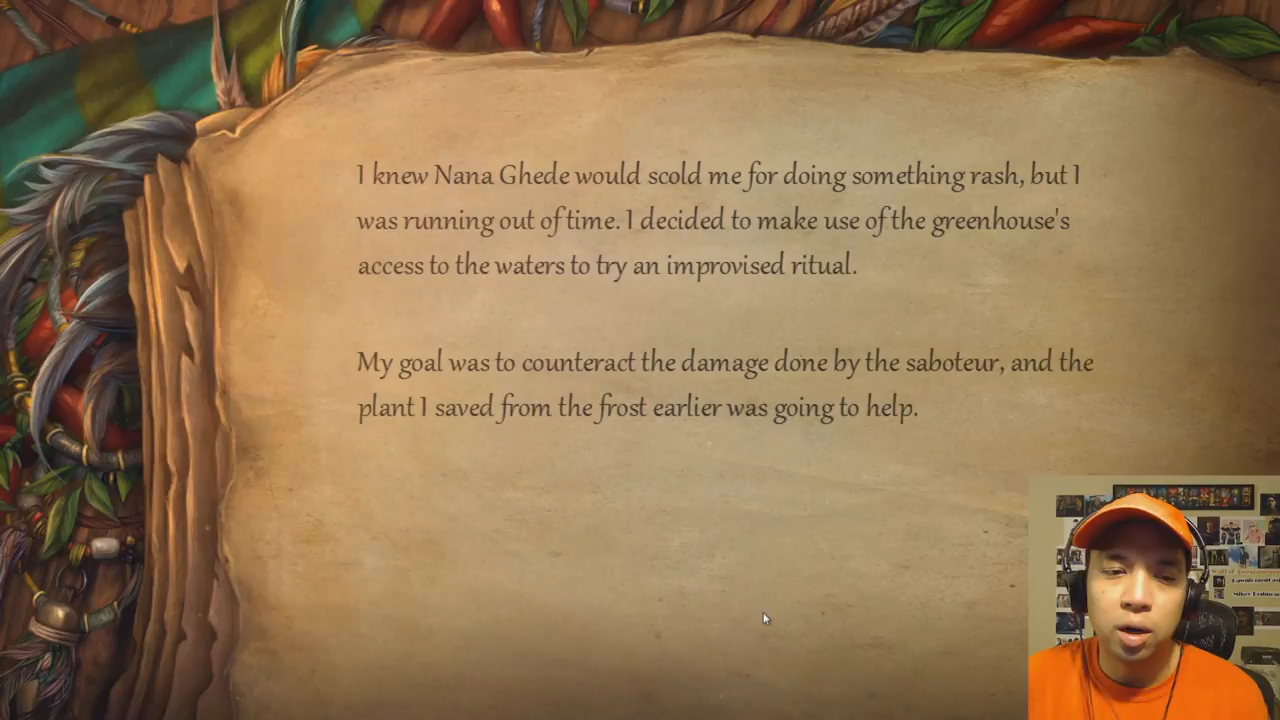 I knew Nana Ghede would scold me for doing something rash, but I
was running out of time. I decided to make use of the greenhouse's
access to the waters to try an improvised ritual.
My goal was to counteract the damage done by the saboteur, and the
plant I saved from the frost earlier was going to help.